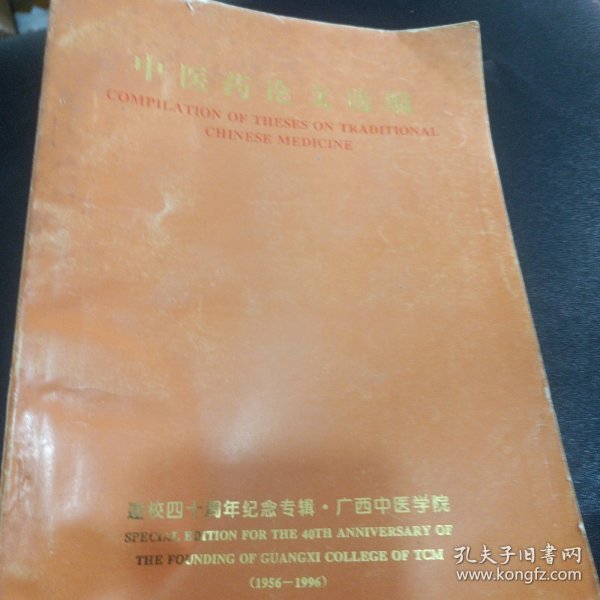 中医药论文荟编
COMPILATION OF THESES ON TRADITIONAL
CHINESE MEDICINE
建校四十周年纪念专辑·广西中医学院
SPECIAL EDITION FOR THE 40TH ANNIVERSARY OF
THE FOUNDING OF GUANGXI COLLEGE OF TCM
(1956—1996)
孔夫子旧书网
www.kongfz.com